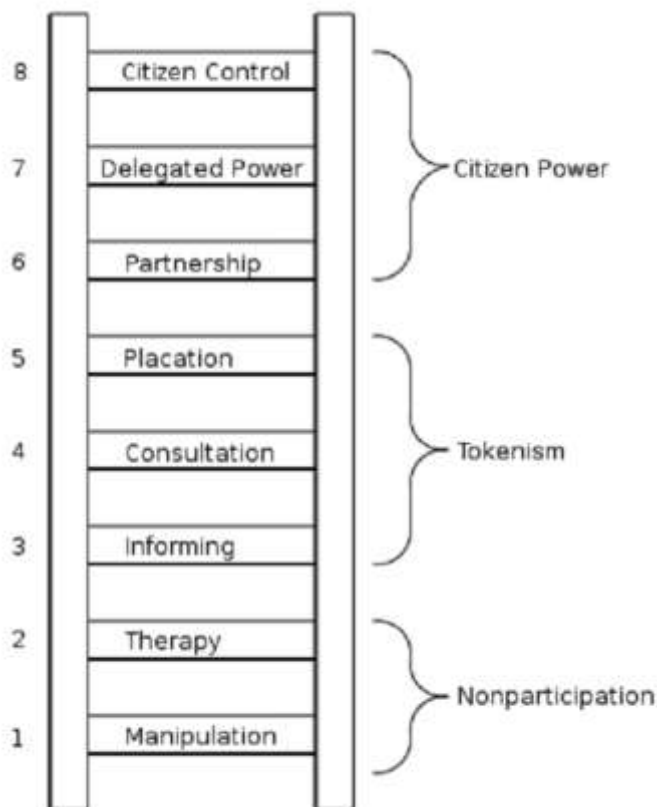 8 Citizen Control
7 Delegated Power
Citizen Power
6 Partnership
5 Placation
4 Consultation
Tokenism
3 Informing
2 Therapy
Nonparticipation
1 Manipulation